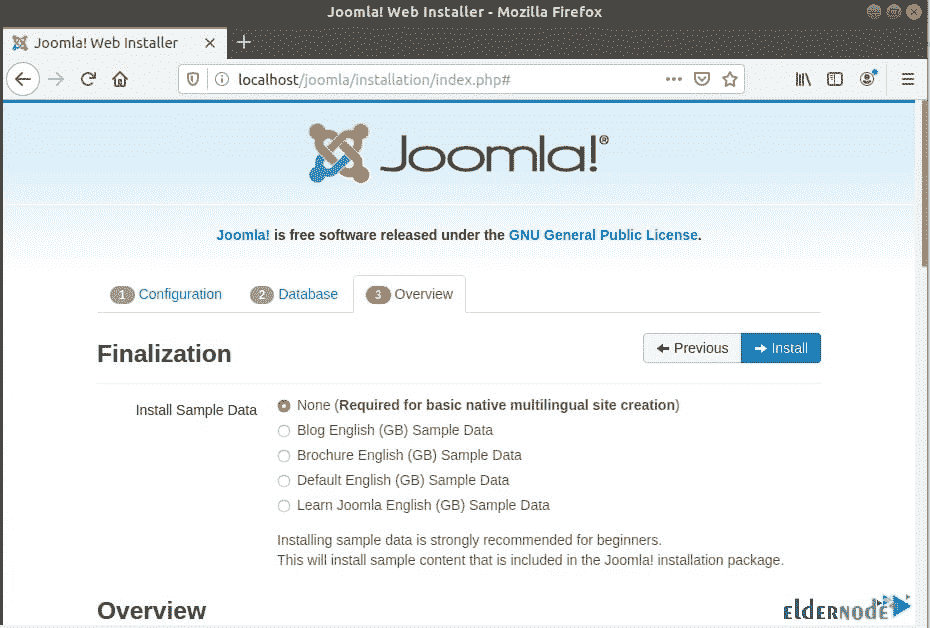 Joomla! Web Installer - Mozilla Firefox
Joomla! Web Installer
localhost/joomla/installation/index.php#
Joomla!®
Joomla! is free software released under the GNU General Public License.
1 Configuration
2 Database
3 Overview
Finalization
Previous
Install
Install Sample Data
None (Required for basic native multilingual site creation)
Blog English (GB) Sample Data
Brochure English (GB) Sample Data
Default English (GB) Sample Data
Learn Joomla English (GB) Sample Data
Installing sample data is strongly recommended for beginners.
This will install sample content that is included in the Joomla! installation package.
Overview
elderNode